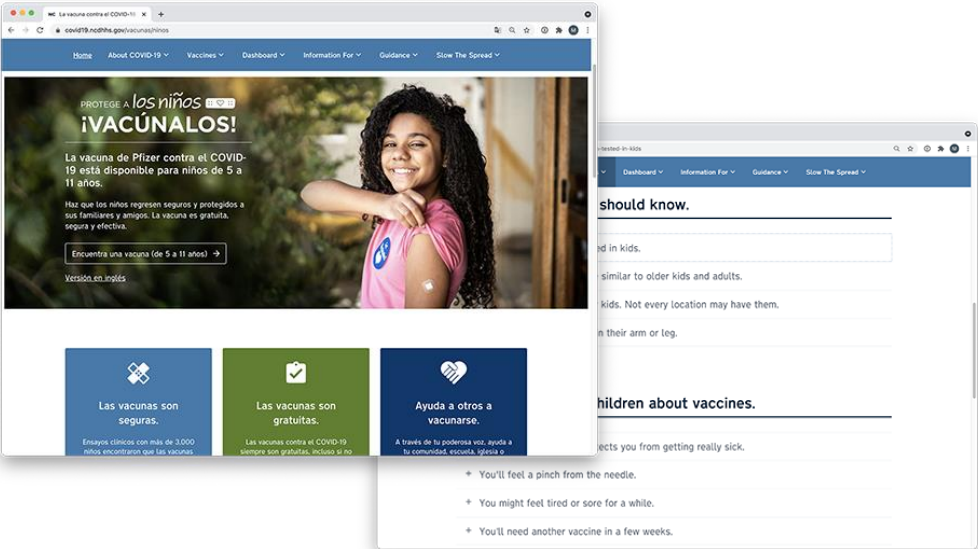 NC La vacuna contra el COVID-19
covid19.ncdhhs.gov/vacunas/ninos
Home About COVID-19 Vaccines Dashboard Information For Guidance Slow The Spread
PROTEGE A los niños
¡VACÚNALOS!
La vacuna de Pfizer contra el COVID-
19 está disponible para niños de 5 a
11 años.
Haz que los niños regresen seguros y protegidos a
sus familiares y amigos. La vacuna es gratuita,
segura y efectiva.
Encuentra una vacuna (de 5 a 11 años) →
Versión en inglés
Las vacunas son
seguras.
Ensayos clínicos con más de 3,000
niños encontraron que las vacunas
Las vacunas son
gratuitas.
Las vacunas contra el COVID-19
siempre son gratuitas, incluso si no
Ayuda a otros a
vacunarse.
A través de tu poderosa voz, ayuda a
tu comunidad, escuela, iglesia o
-tested-in-kids
Dashboard Information For Guidance Slow The Spread
should know.
ed in kids.
similar to older kids and adults.
kids. Not every location may have them.
n their arm or leg.
hildren about vaccines.
ects you from getting really sick.
+ You'll feel a pinch from the needle.
+ You might feel tired or sore for a while.
+ You'll need another vaccine in a few weeks.